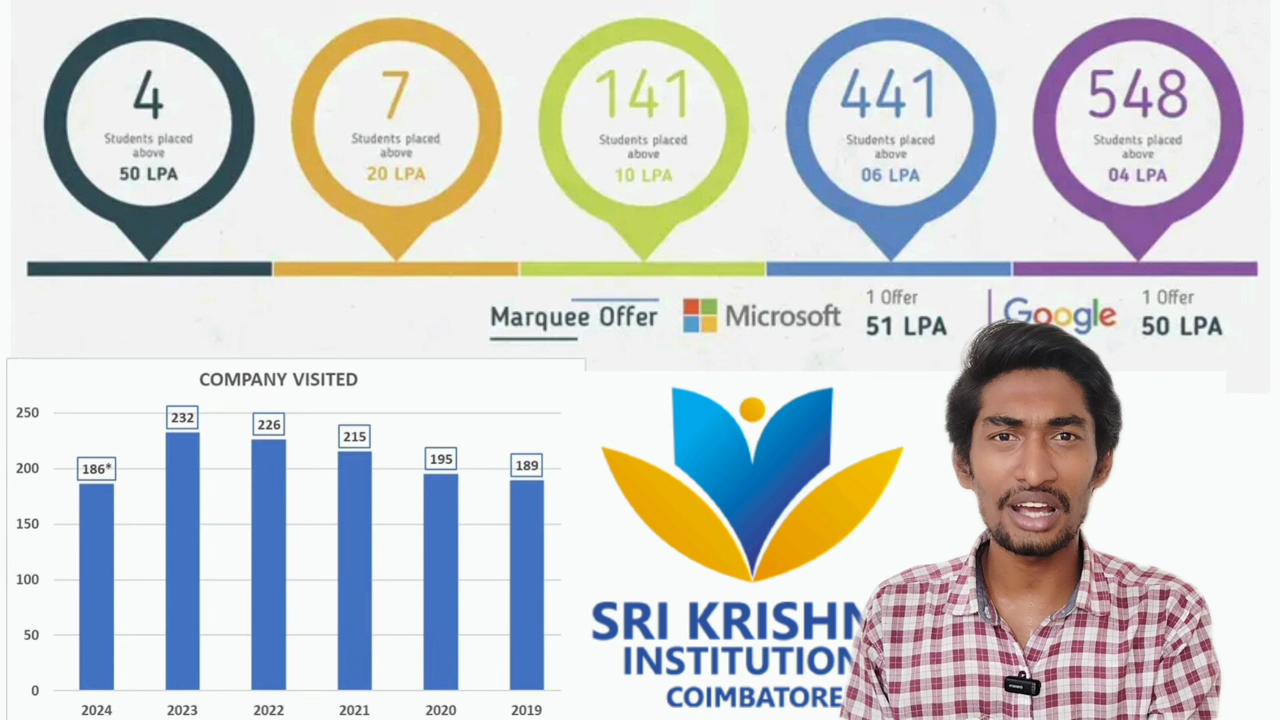 4
Students placed
above
50 LPA
7
Students placed
above
20 LPA
141
Students placed
above
10 LPA
441
Students placed
above
06 LPA
548
Students placed
above
04 LPA
Marquee Offer
Microsoft
1 Offer
51 LPA
Google
1 Offer
50 LPA
COMPANY VISITED
250
200
150
100
50
0
186*
232
226
215
195
189
2024
2023
2022
2021
2020
2019
SRI KRISHN
INSTITUTION
COIMBATORE